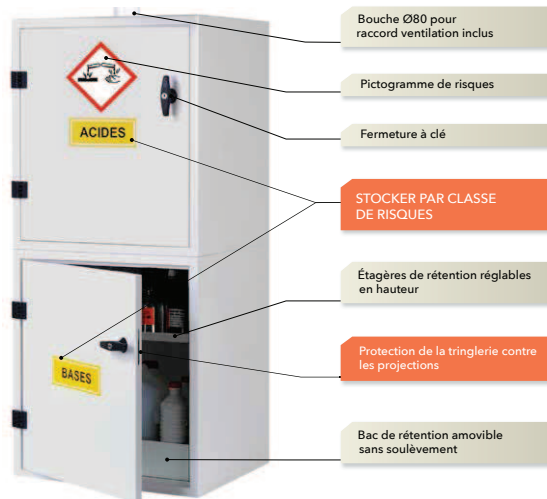 Bouche Ø80 pour
raccord ventilation inclus
Pictogramme de risques
Fermeture à clé
ACIDES
STOCKER PAR CLASSE
DE RISQUES
Étagères de rétention réglables
en hauteur
Protection de la tringlerie contre
les projections
BASES
Bac de rétention amovible
sans soulèvement